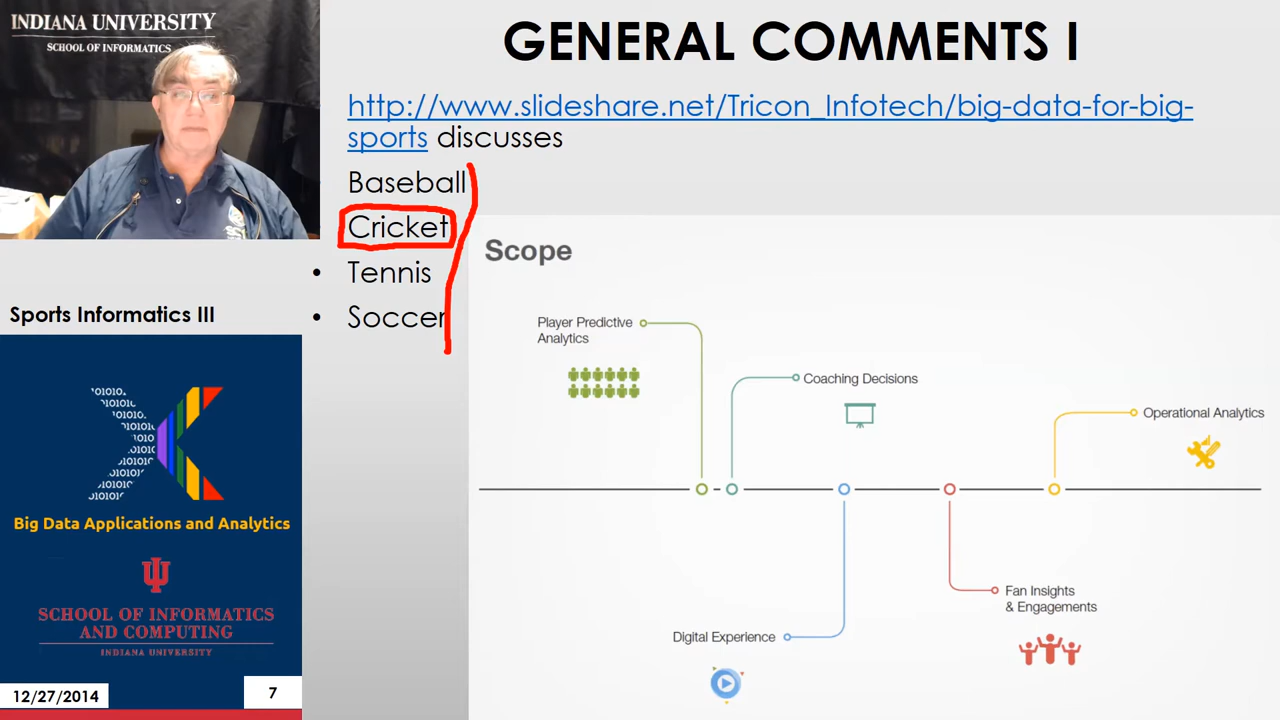 INDIANA UNIVERSITY
SCHOOL OF INFORMATICS
GENERAL COMMENTS I
http://www.slideshare.net/Tricon_Infotech/big-data-for-big-
sports discusses
Baseball
Cricket
• Tennis
• Soccer
Scope
Player Predictive
Analytics
Coaching Decisions
Operational Analytics
Digital Experience
Fan Insights
& Engagements
Sports Informatics III
Big Data Applications and Analytics
SCHOOL OF INFORMATICS
AND COMPUTING
INDIANA UNIVERSITY
12/27/2014
7